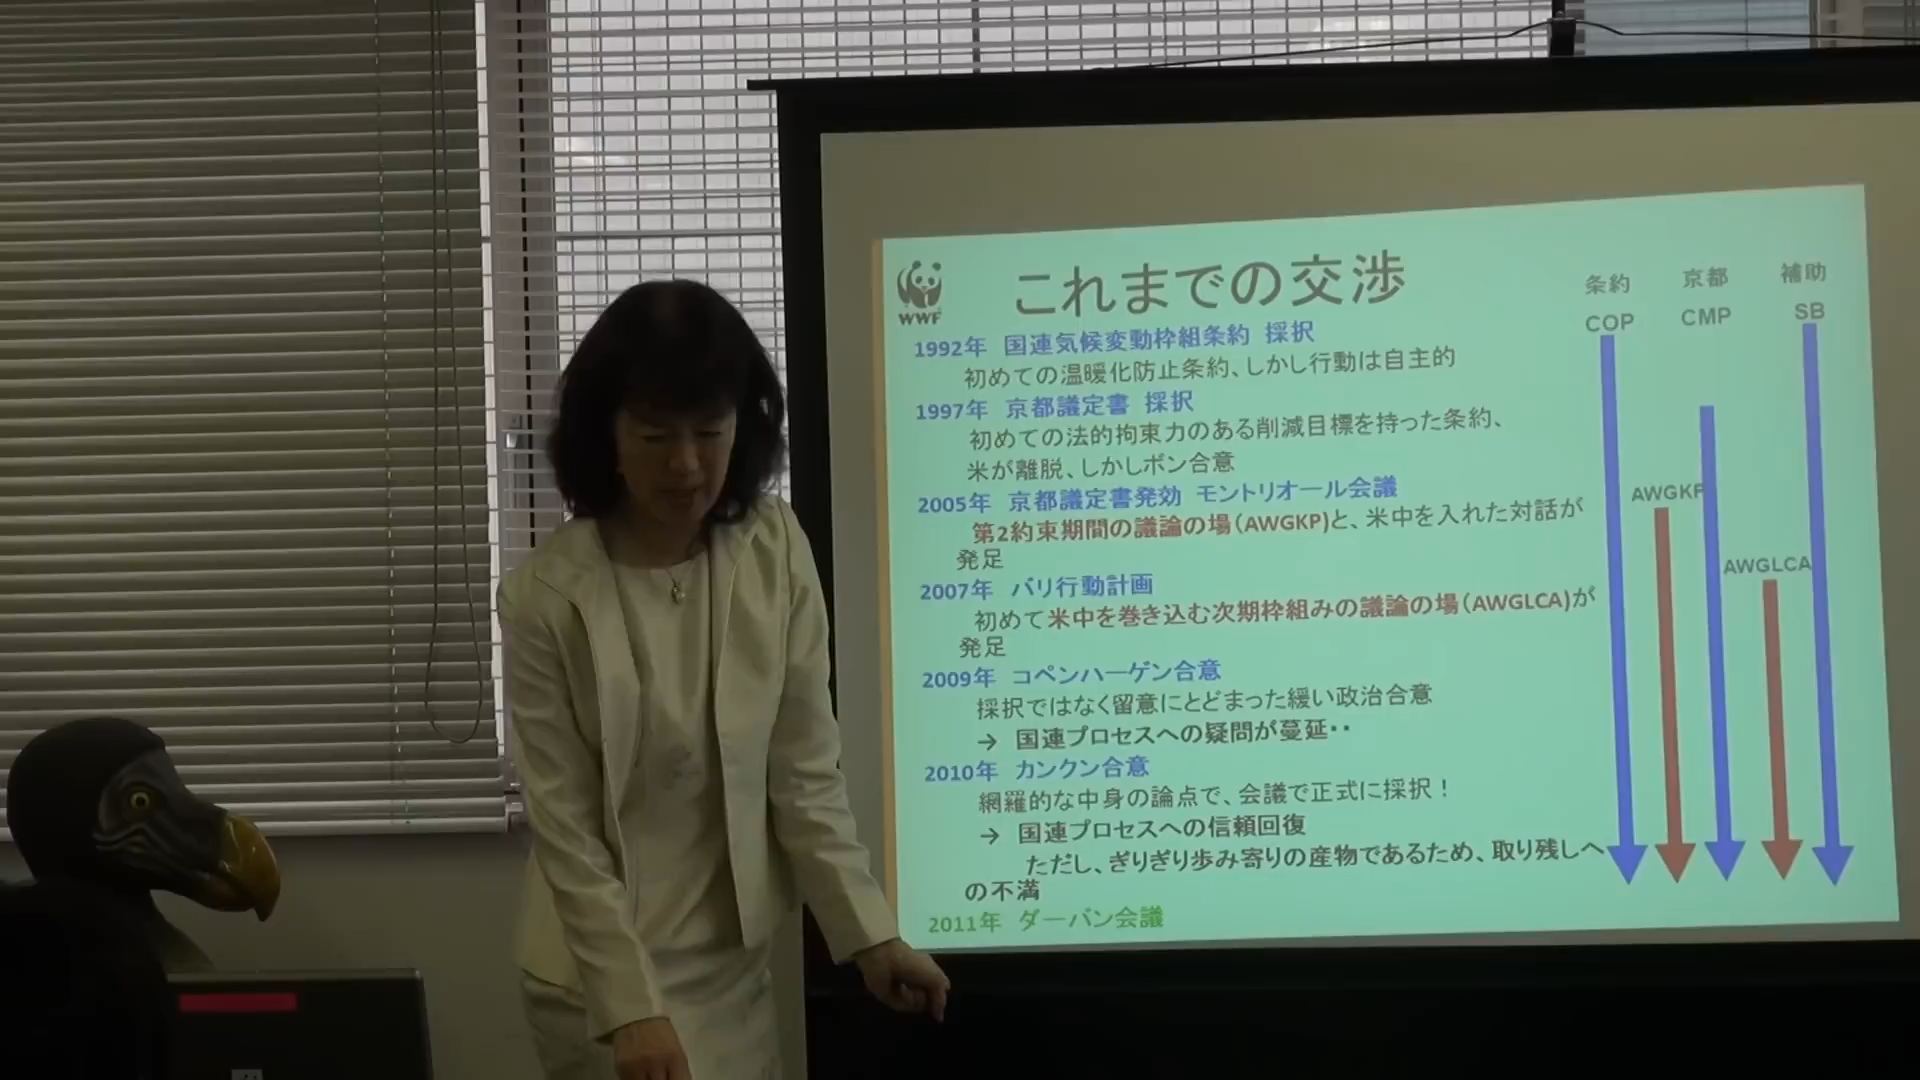 WWF
これまでの交渉
条約 京都 補助
COP CMP SB
1992年 国連気候変動枠組条約 採択
初めての温暖化防止条約、しかし行動は自主的
1997年 京都議定書 採択
初めての法的拘束力のある削減目標を持った条約、
米が離脱、しかしボン合意
2005年 京都議定書発効 モントリオール会議
第2約束期間の議論の場(AWGKP)と、米中を入れた対話が
発足
2007年 バリ行動計画
初めて米中を巻き込む次期枠組みの議論の場(AWGLCA)が
発足
2009年 コペンハーゲン合意
採択ではなく留意にとどまった緩い政治合意
→ 国連プロセスへの疑問が蔓延・・
2010年 カンクン合意
網羅的な中身の論点で、会議で正式に採択！
→ 国連プロセスへの信頼回復
ただし、ぎりぎり歩み寄りの産物であるため、取り残しへ
の不満
2011年 ダーバン会議
AWGKP
AWGLCA